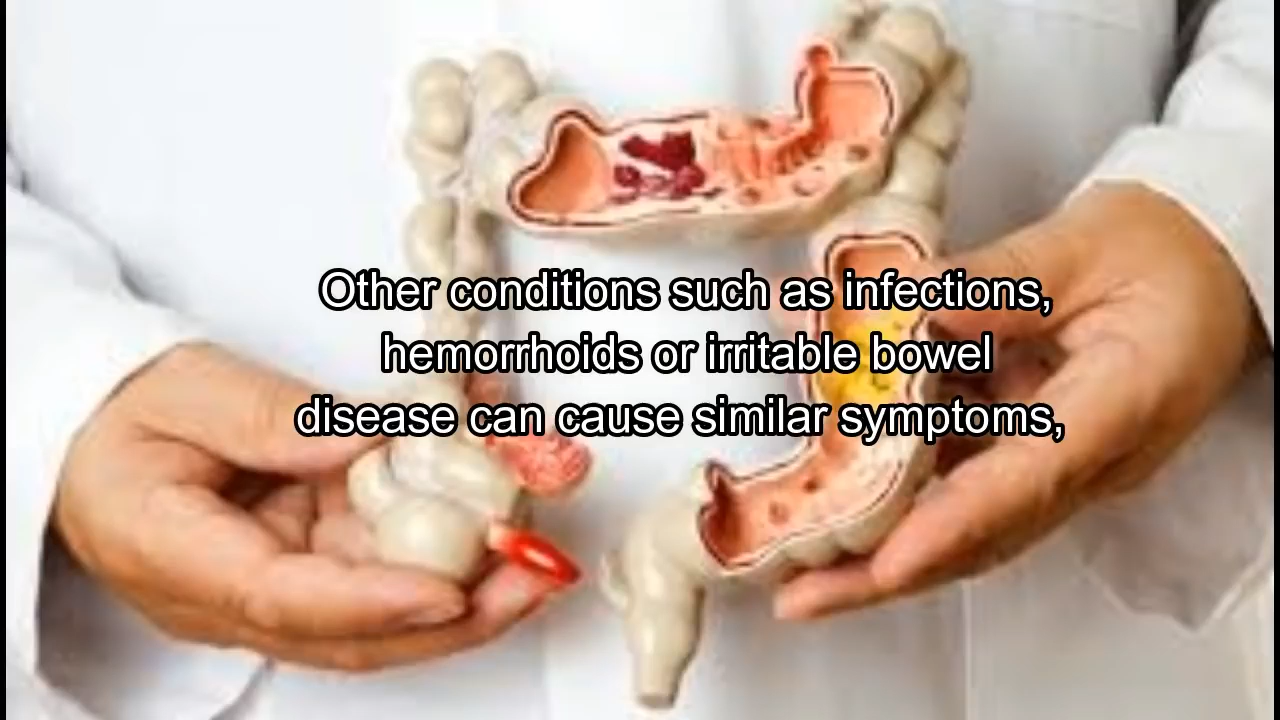 Other conditions such as infections,
hemorrhoids or irritable bowel
disease can cause similar symptoms,